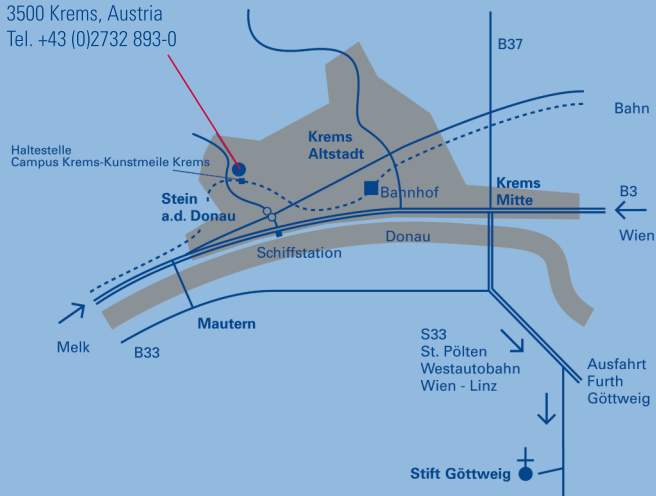 3500 Krems, Austria
Tel. +43 (0)2732 893-0
B37
Bahn
Krems
Altstadt
Haltestelle
Campus Krems-Kunstmeile Krems
Stein
a.d. Donau
Bahnhof
Krems
Mitte
B3
Wien
Donau
Schiffstation
Mautern
Melk
B33
S33
St. Pölten
Westautobahn
Wien - Linz
Ausfahrt
Furth
Göttweig
Stift Göttweig